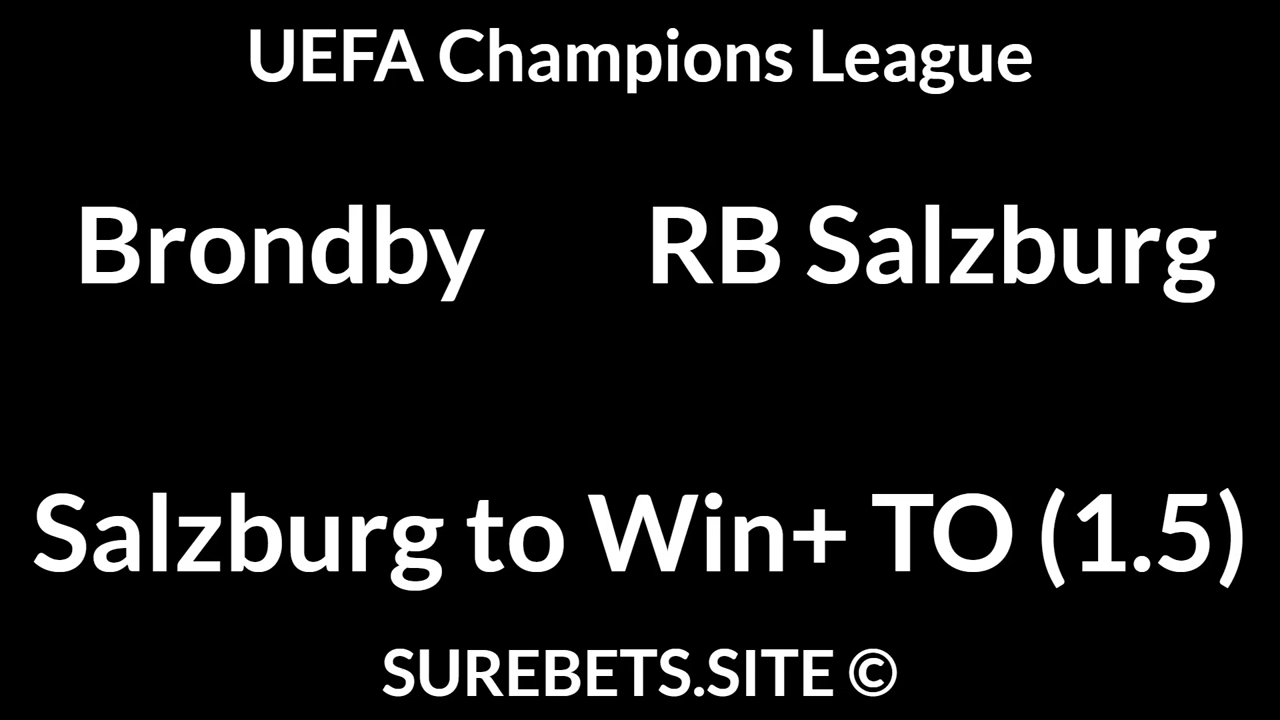 UEFA Champions League
Brondby RB Salzburg
Salzburg to Win+ TO (1.5)
SUREBETS.SITE ©